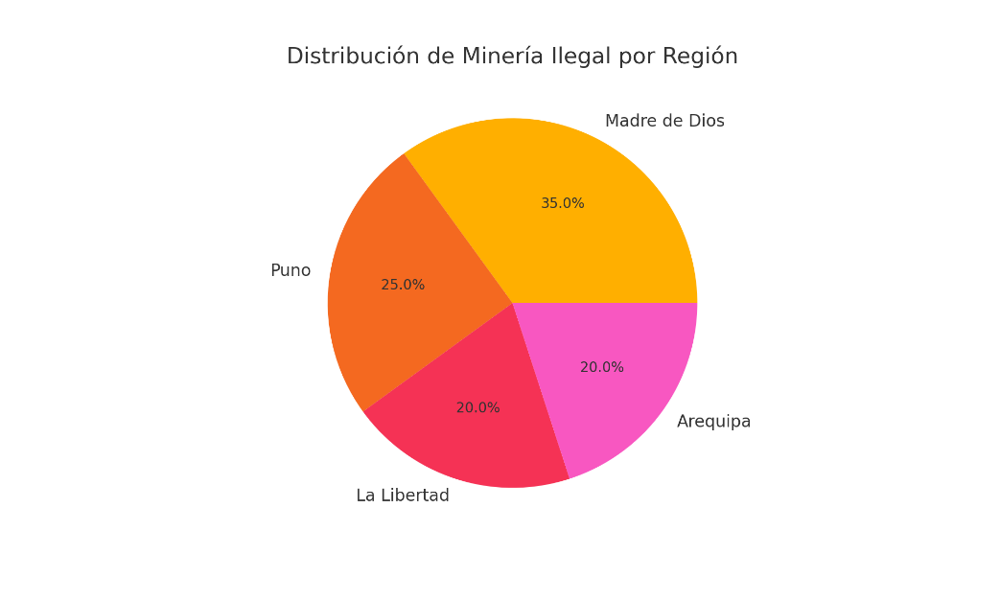 Distribución de Minería Ilegal por Región
Madre de Dios
35.0%
Puno
25.0%
20.0%
La Libertad
20.0%
Arequipa